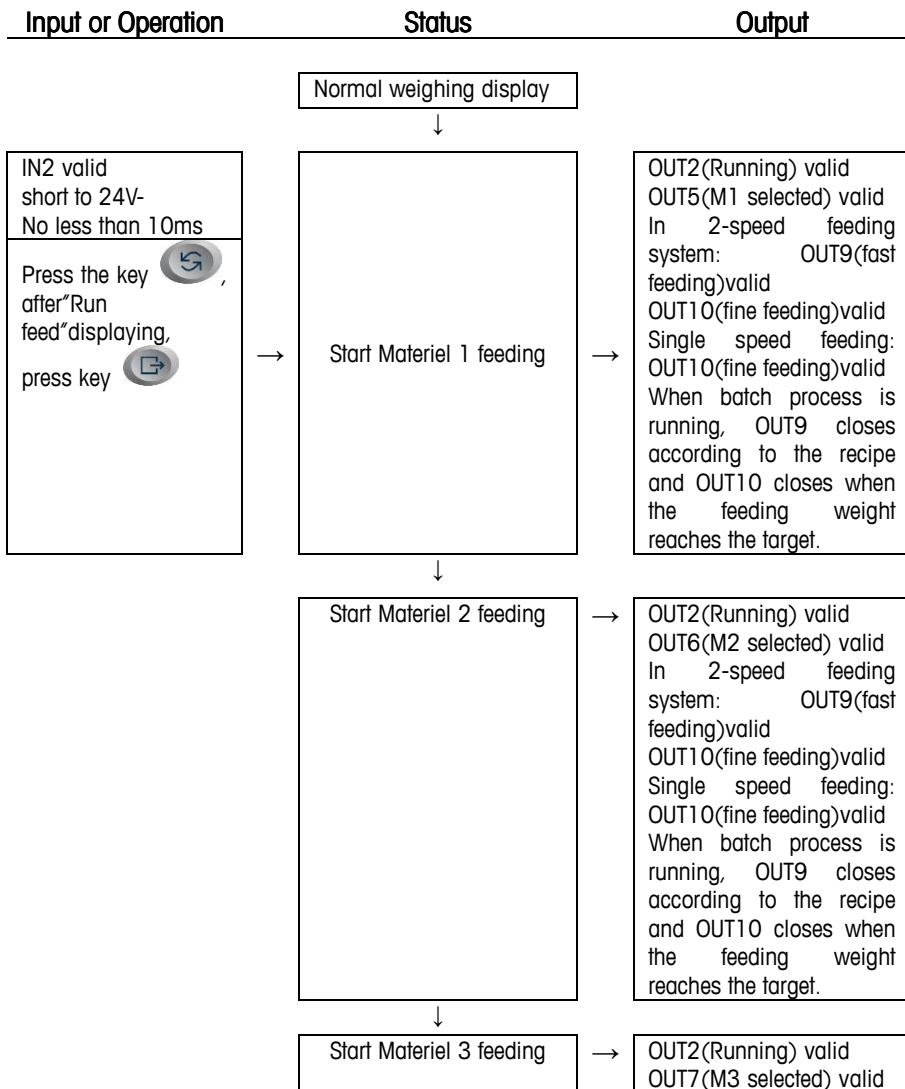 Input or Operation
Status
Output
Normal weighing display
↓
IN2 valid
short to 24V-
No less than 10ms
Press the key ,
after"Run
feed"displaying,
press key
→
Start Materiel 1 feeding
→
OUT2(Running) valid
OUT5(M1 selected) valid
In 2-speed feeding
system: OUT9(fast
feeding)valid
OUT10(fine feeding)valid
Single speed feeding:
OUT10(fine feeding)valid
When batch process is
running, OUT9 closes
according to the recipe
and OUT10 closes when
the feeding weight
reaches the target.
↓
Start Materiel 2 feeding
→
OUT2(Running) valid
OUT6(M2 selected) valid
In 2-speed feeding
system: OUT9(fast
feeding)valid
OUT10(fine feeding)valid
Single speed feeding:
OUT10(fine feeding)valid
When batch process is
running, OUT9 closes
according to the recipe
and OUT10 closes when
the feeding weight
reaches the target.
↓
Start Materiel 3 feeding
→
OUT2(Running) valid
OUT7(M3 selected) valid